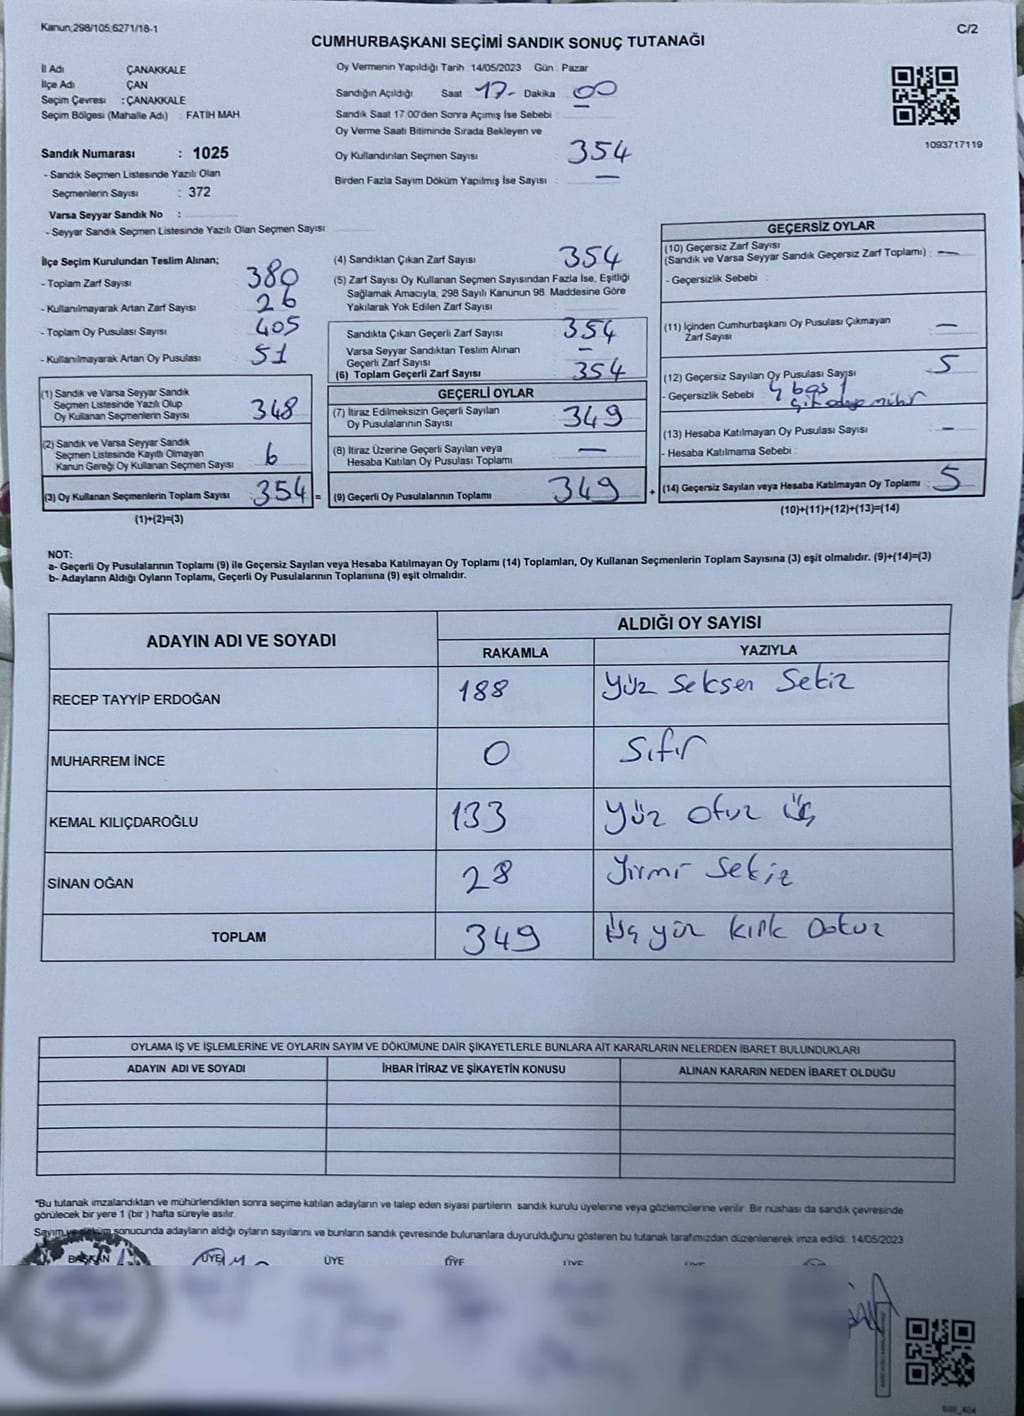 Kanun,298/105,6271/18-1
C/2
CUMHURBAŞKANI SEÇİMİ SANDIK SONUÇ TUTANAĞI
İl Adı ÇANAKKALE
İlçe Adı ÇAN
Seçim Çevresi : ÇANAKKALE
Seçim Bölgesi (Mahalle Adı) : FATİH MAH
Sandık Numarası : 1025
- Sandık Seçmen Listesinde Yazılı Olan
Seçmenlerin Sayısı : 372
Varsa Seyyar Sandık No :
- Seyyar Sandık Seçmen Listesinde Yazılı Olan Seçmen Sayısı
Oy Vermenin Yapıldığı Tarih : 14/05/2023 Gün : Pazar
Sandığın Açıldığı Saat 17- Dakika 00
Sandık Saat 17:00'den Sonra Açımış İse Sebebi :
Oy Verme Saati Bitiminde Sırada Bekleyen ve
Oy Kullandırılan Seçmen Sayısı : 354
Birden Fazla Sayım Döküm Yapılmış İse Sayısı : —
1093717119
İlçe Seçim Kurulundan Teslim Alınan;
- Toplam Zarf Sayısı 380
- Kullanılmayarak Artan Zarf Sayısı 26
- Toplam Oy Pusulası Sayısı 405
- Kullanılmayarak Artan Oy Pusulası : 51
(1) Sandık ve Varsa Seyyar Sandık
Seçmen Listesinde Yazılı Olup
Oy Kullanan Seçmenlerin Sayısı 348
(2) Sandık ve Varsa Seyyar Sandık
Seçmen Listesinde Kayıtlı Olmayan
Kanun Gereği Oy Kullanan Seçmen Sayısı 6
(3) Oy Kullanan Seçmenlerin Toplam Sayısı 354 =
(1)+(2)=(3)
(4) Sandıktan Çıkan Zarf Sayısı 354
(5) Zarf Sayısı Oy Kullanan Seçmen Sayısından Fazla İse, Eşitliği
Sağlamak Amacıyla, 298 Sayılı Kanunun 98. Maddesine Göre
Yakılarak Yok Edilen Zarf Sayısı
Sandıkta Çıkan Geçerli Zarf Sayısı 354
Varsa Seyyar Sandıktan Teslim Alınan
Geçerli Zarf Sayısı —
(6) Toplam Geçerli Zarf Sayısı 354
GEÇERLİ OYLAR
(7) İtiraz Edilmeksizin Geçerli Sayılan
Oy Pusulalarının Sayısı 349
(8) İtiraz Üzerine Geçerli Sayılan veya
Hesaba Katılan Oy Pusulası Toplamı —
(9) Geçerli Oy Pusulalarının Toplamı 349 +
GEÇERSİZ OYLAR
(10) Geçersiz Zarf Sayısı
(Sandık ve Varsa Seyyar Sandık Geçersiz Zarf Toplamı) : —
- Geçersizlik Sebebi :
(11) İçinden Cumhurbaşkanı Oy Pusulası Çıkmayan
Zarf Sayısı —
(12) Geçersiz Sayılan Oy Pusulası Sayısı 5
- Geçersizlik Sebebi : 4 boş 1
(13) Hesaba Katılmayan Oy Pusulası Sayısı —
- Hesaba Katılmama Sebebi :
(14) Geçersiz Sayılan veya Hesaba Katılmayan Oy Toplamı 5
(10)+(11)+(12)+(13)=(14)
NOT:
a- Geçerli Oy Pusulalarının Toplamı (9) ile Geçersiz Sayılan veya Hesaba Katılmayan Oy Toplamı (14) Toplamları, Oy Kullanan Seçmenlerin Toplam Sayısına (3) eşit olmalıdır. (9)+(14)=(3)
b- Adayların Aldığı Oyların Toplamı, Geçerli Oy Pusulalarının Toplamına (9) eşit olmalıdır.
ADAYIN ADI VE SOYADI ALDIĞI OY SAYISI
RAKAMLA YAZIYLA
RECEP TAYYİP ERDOĞAN 188 Yüz Seksen Sekiz
MUHARREM İNCE 0 Sıfır
KEMAL KILIÇDAROĞLU 133 Yüz Otuz üç
SİNAN OĞAN 28 Yirmi Sekiz
TOPLAM 349 Üç yüz kırk Dokuz
OYLAMA İŞ VE İŞLEMLERİNE VE OYLARIN SAYIM VE DÖKÜMÜNE DAİR ŞİKAYETLERLE BUNLARA AİT KARARLARIN NELERDEN İBARET BULUNDUKLARI
ADAYIN ADI VE SOYADI İHBAR İTİRAZ VE ŞİKAYETİN KONUSU ALINAN KARARIN NEDEN İBARET OLDUĞU
*Bu tutanak imzalandıktan ve mühürlendikten sonra seçime katılan adayların ve talep eden siyasi partilerin sandık kurulu üyelerine veya gözlemcilerine verilir. Bir nüshası da sandık çevresinde
görülecek bir yere 1 (bir ) hafta süreyle asılır.
Sayım ve döküm sonucunda adayların aldığı oyların sayılarını ve bunların sandık çevresinde bulunanlara duyurulduğunu gösteren bu tutanak tarafımızdan düzenlenerek imza edildi. 14/05/2023
BAŞKAN ÜYE ÜYE ÜYE ÜYE